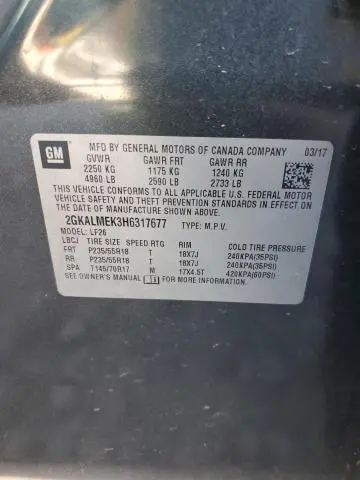 GM
MFD BY GENERAL MOTORS OF CANADA COMPANY 03/17
GVWR GAWR FRT GAWR RR
2250 KG 1175 KG 1240 KG
4960 LB 2590 LB 2733 LB
THIS VEHICLE CONFORMS TO ALL APPLICABLE U.S. FEDERAL MOTOR
VEHICLE SAFETY, BUMPER, AND THEFT PREVENTION STANDARDS IN EFFECT ON THE
DATE OF MANUFACTURE SHOWN ABOVE.
2GKALMEK3H6317677 TYPE: M.P.V.
LBCJ LF26
TIRE SIZE SPEED RTG RIM COLD TIRE PRESSURE
FRT P235/55R18 T 18X7J 240KPA(35PSI)
RR P235/55R18 T 18X7J 240KPA(35PSI)
SPA T145/70R17 M 17X4.5T 420KPA(60PSI)
SEE OWNER'S MANUAL FOR MORE INFORMATION.